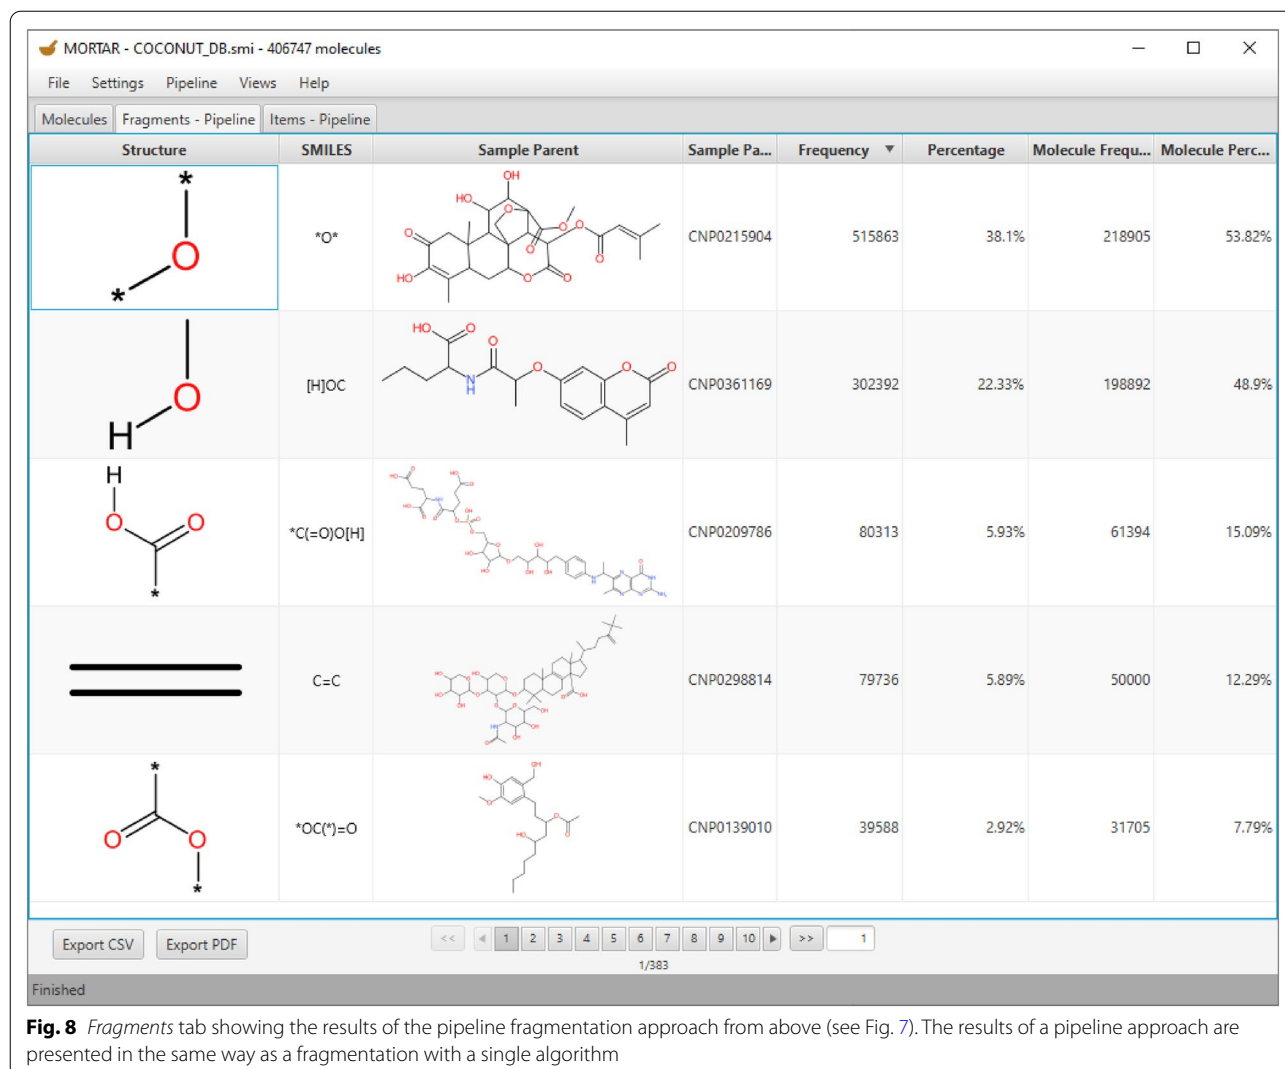 MORTAR - COCONUT_DB.smi - 406747 molecules
File Settings Pipeline Views Help
Molecules Fragments - Pipeline Items - Pipeline
Structure SMILES Sample Parent Sample Pa... Frequency ▼ Percentage Molecule Frequ... Molecule Perc...
*O* CNP0215904 515863 38.1% 218905 53.82%
[H]OC CNP0361169 302392 22.33% 198892 48.9%
*C(=O)O[H] CNP0209786 80313 5.93% 61394 15.09%
C=C CNP0298814 79736 5.89% 50000 12.29%
*OC(*)=O CNP0139010 39588 2.92% 31705 7.79%
Export CSV Export PDF << 1 2 3 4 5 6 7 8 9 10 >> 1
1/383
Finished
Fig. 8 Fragments tab showing the results of the pipeline fragmentation approach from above (see Fig. 7). The results of a pipeline approach are
presented in the same way as a fragmentation with a single algorithm